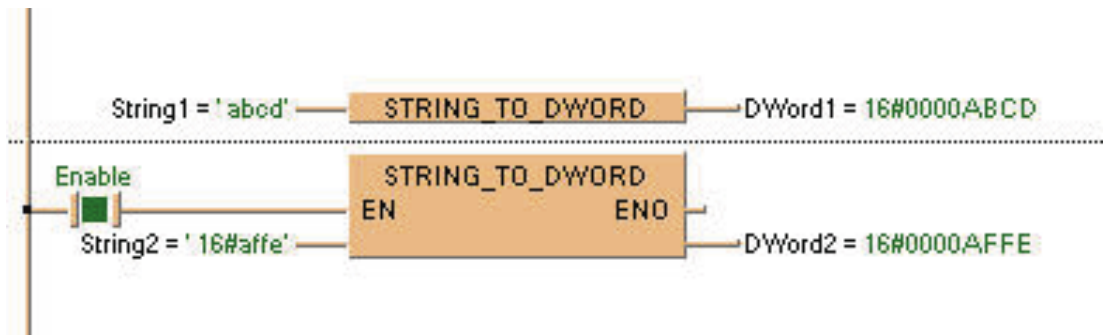 String1 = ' abcd' STRING_TO_DWORD DWord1 = 16#0000ABCD
Enable STRING_TO_DWORD
EN ENO
String2 = ' 16#affe' DWord2 = 16#0000AFFE